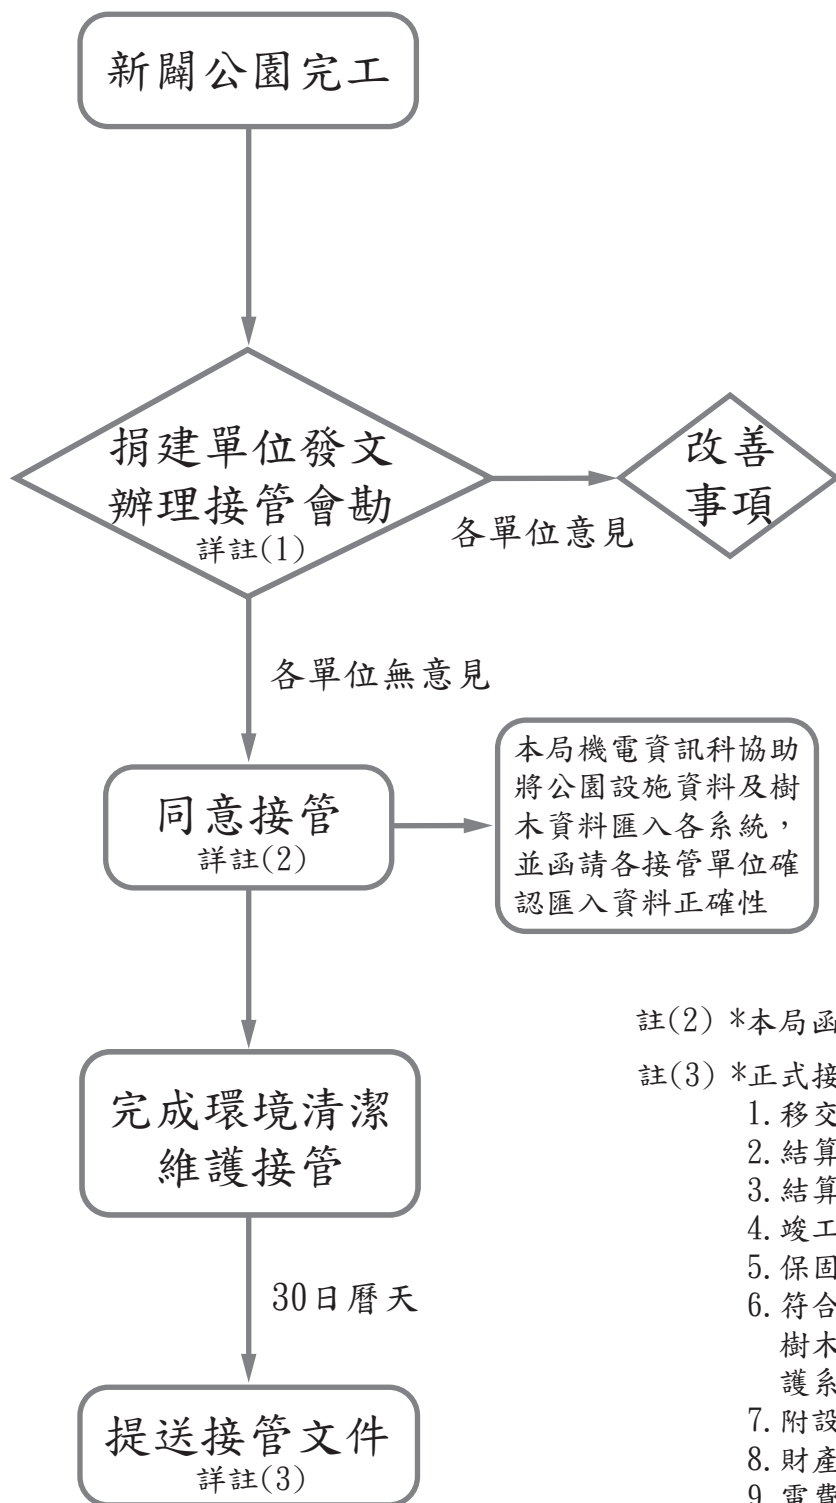 新闢公園完工
捐建單位發文
辦理接管會勘
詳註(1)
各單位意見
改善
事項
各單位無意見
同意接管
詳註(2)
本局機電資訊科協助
將公園設施資料及樹
木資料匯入各系統，
並函請各接管單位確
認匯入資料正確性
完成環境清潔
維護接管
30日曆天
提送接管文件
詳註(3)
註(2) *本局函
註(3) *正式接
1.移交
2.結算
3.結算
4.竣工
5.保固
6.符合
樹木
護系
7.附設
8.財產
9.電費